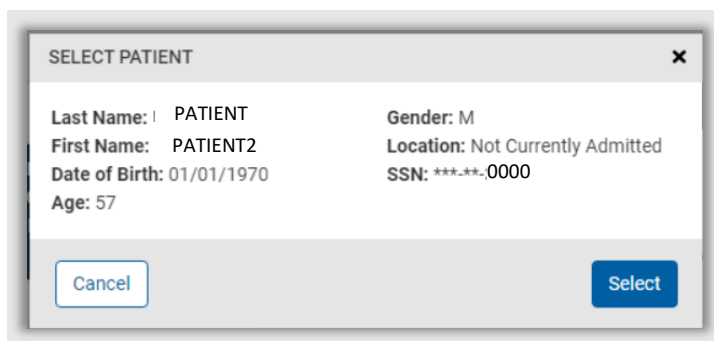 SELECT PATIENT ×
Last Name: PATIENT
First Name: PATIENT2
Date of Birth: 01/01/1970
Age: 57
Gender: M
Location: Not Currently Admitted
SSN: ***-**-0000
Cancel
Select